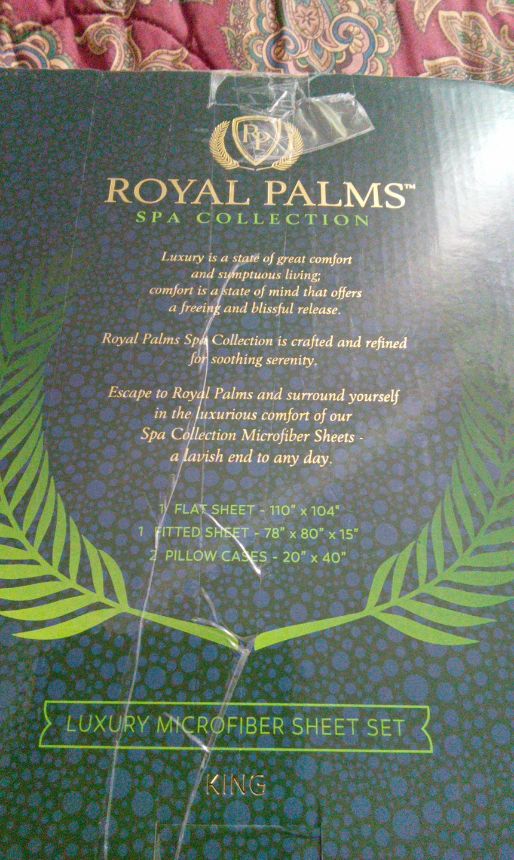 RP
ROYAL PALMS™
SPA COLLECTION
Luxury is a state of great comfort
and sumptuous living;
comfort is a state of mind that offers
a freeing and blissful release.
Royal Palms Spa Collection is crafted and refined
for soothing serenity.
Escape to Royal Palms and surround yourself
in the luxurious comfort of our
Spa Collection Microfiber Sheets -
a lavish end to any day.
1 FLAT SHEET - 110" x 104"
1 FITTED SHEET - 78" x 80" x 15"
2 PILLOW CASES - 20" x 40"
LUXURY MICROFIBER SHEET SET
KING